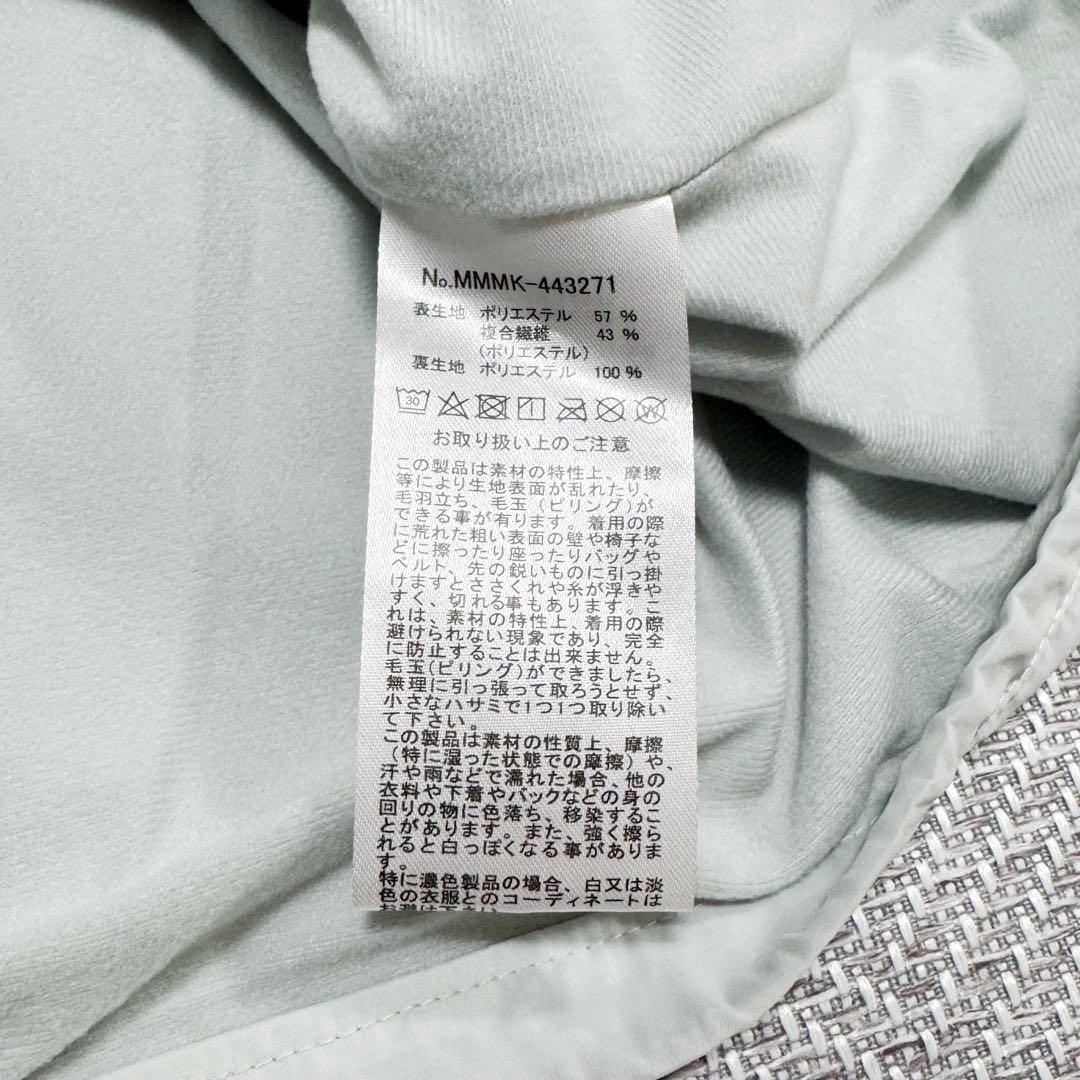 No.MMMK-443271
表生地 ポリエステル 57 %
複合繊維 43 %
(ポリエステル)
裏生地 ポリエステル 100 %
30
お取り扱い上のご注意
この製品は素材の特性上、摩擦
等により生地表面が乱れたり、
毛羽立ち、毛玉(ピリング)が
できる事が有ります。着用の際
に荒れた粗い表面の壁や椅子な
どに擦ったり座ったりバッグや
ベルト、先の鋭いものに引っ掛
けますとささくれや糸が浮きや
すく、切れる事もあります。こ
れは、素材の特性上、着用の際
避けられない現象であり、完全
に防止することは出来ません。
毛玉(ピリング)ができましたら、
無理に引っ張って取ろうとせず、
小さなハサミで1つ1つ取り除い
て下さい。
この製品は素材の性質上、摩擦
(特に湿った状態での摩擦)や、
汗や雨などで濡れた場合、他の
衣料や下着やバックなどの身の
回りの物に色落ち、移染するこ
とがあります。また、強く擦ら
れると白っぽくなる事がありま
す。
特に濃色製品の場合、白又は淡
色の衣服とのコーディネートは
お避け下さい。